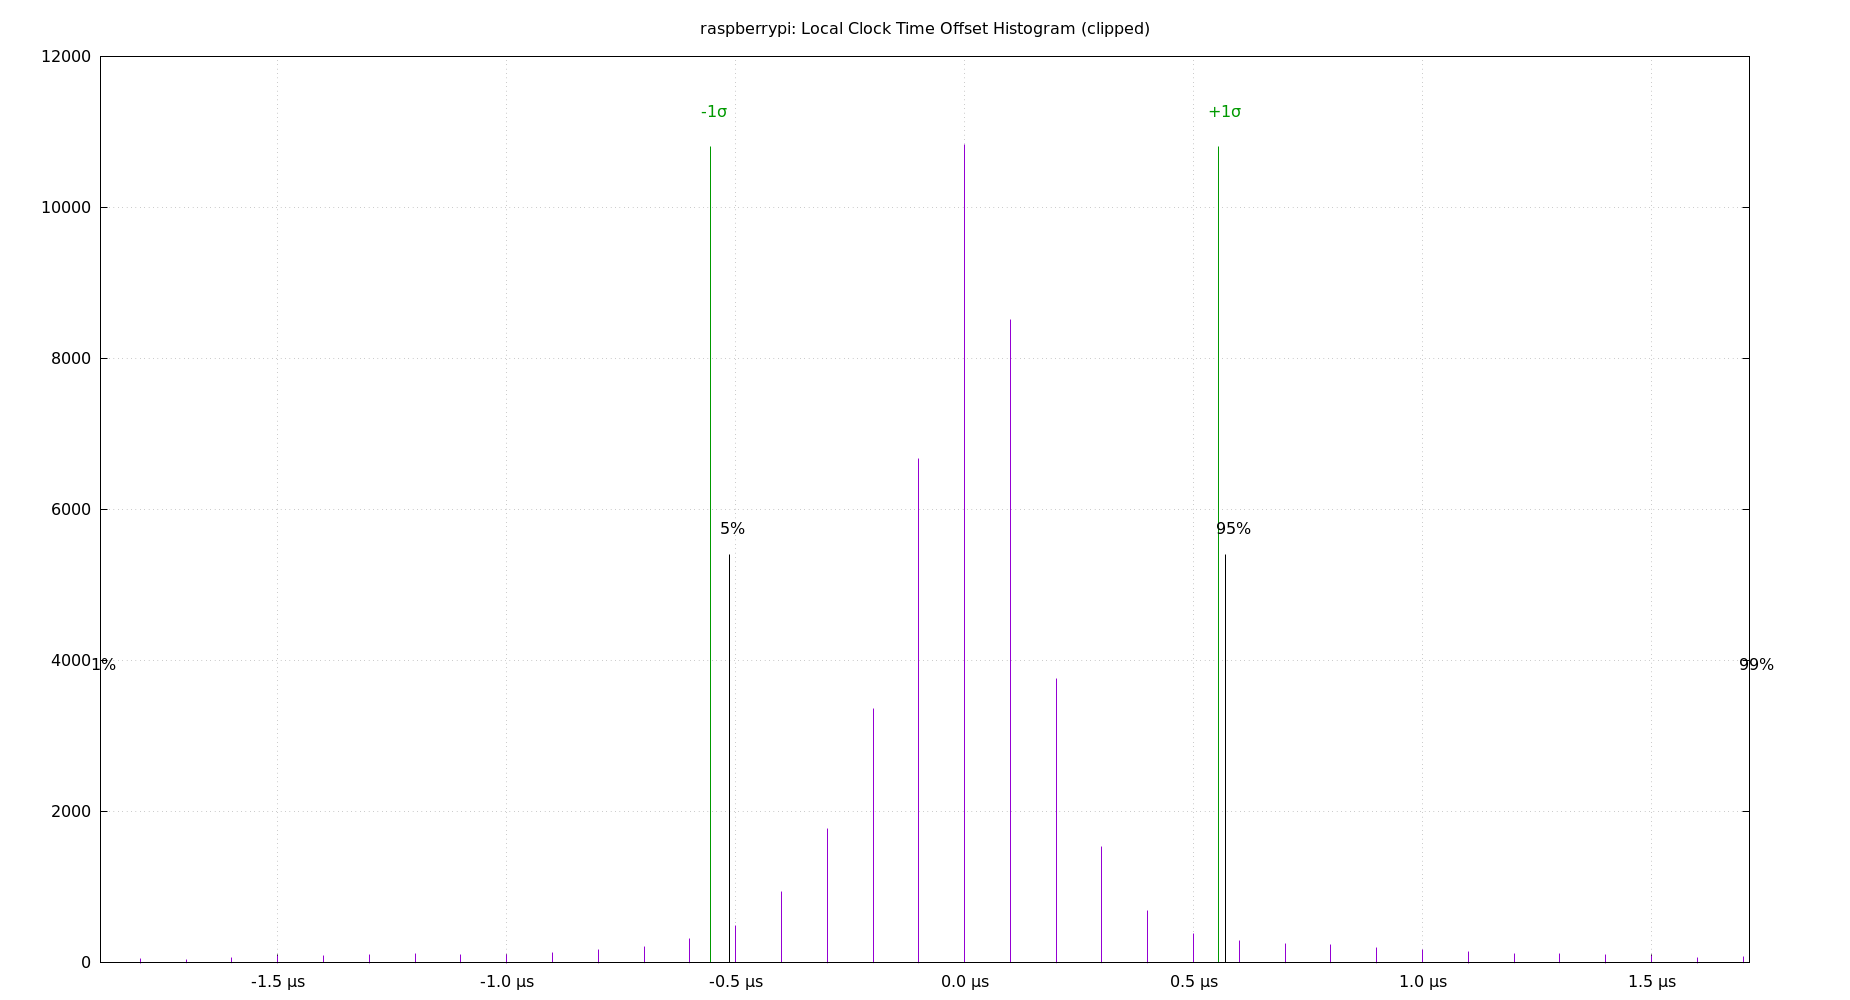 raspberrypi: Local Clock Time Offset Histogram (clipped)
12000
-1σ +1σ
10000
8000
6000
5% 95%
4000 1% 99%
2000
0
-1.5 µs -1.0 µs -0.5 µs 0.0 µs 0.5 µs 1.0 µs 1.5 µs